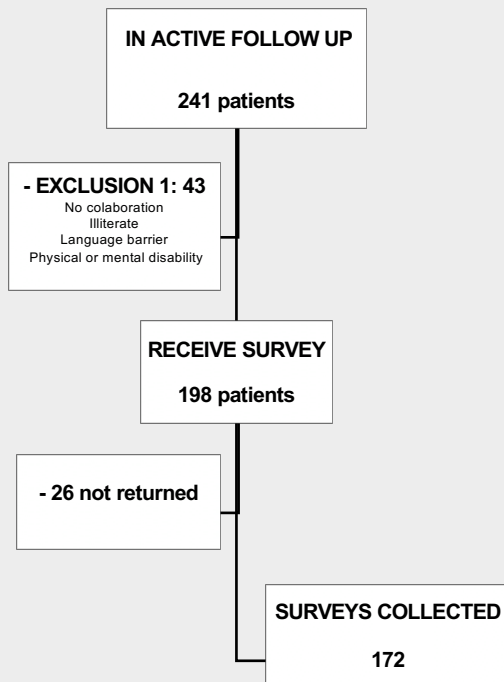 IN ACTIVE FOLLOW UP
241 patients
- EXCLUSION 1: 43
No colaboration
Illiterate
Language barrier
Physical or mental disability
RECEIVE SURVEY
198 patients
- 26 not returned
SURVEYS COLLECTED
172